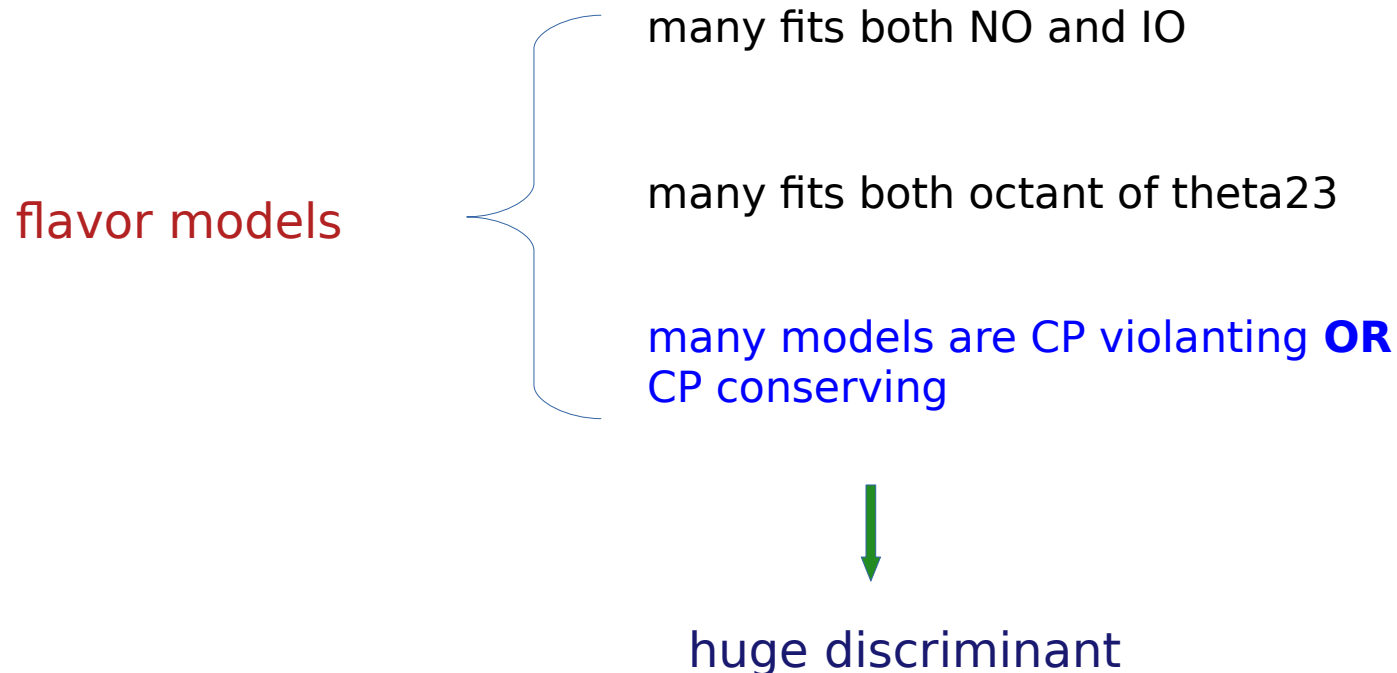 many fits both NO and IO
many fits both octant of theta23
flavor models
many models are CP violanting OR
CP conserving
huge discriminant